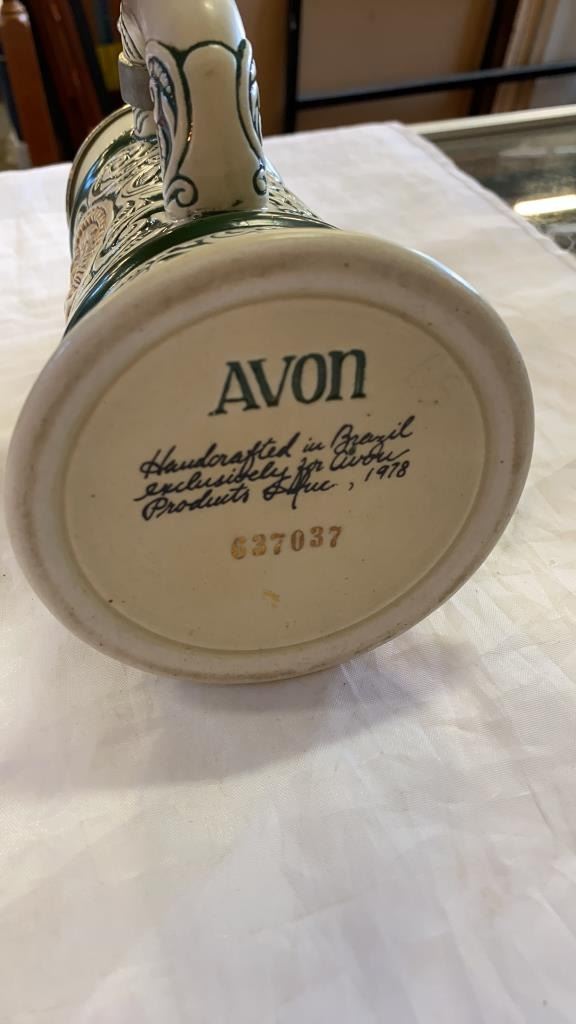 AVON
Handcrafted in Brazil
exclusively for Avon
Products Inc., 1978
637037